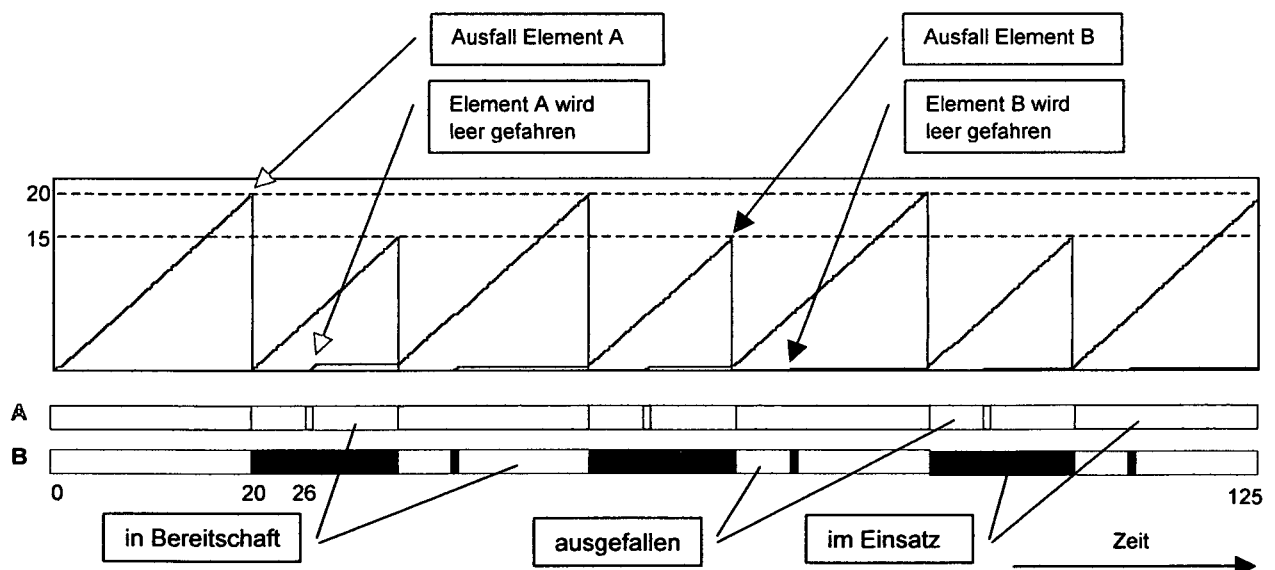 Ausfall Element A
Ausfall Element B
Element A wird
leer gefahren
Element B wird
leer gefahren
20
15
A
B
0
20
26
125
in Bereitschaft
ausgefallen
im Einsatz
Zeit